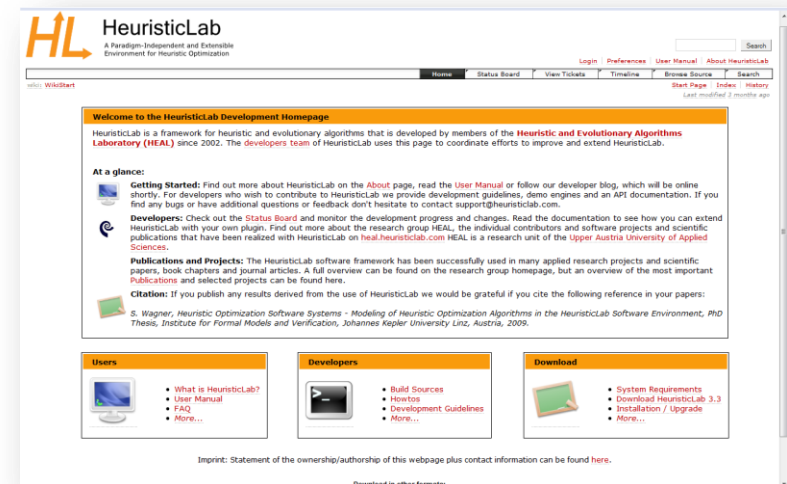 HL HeuristicLab
A Paradigm-Independent and Extensible
Environment for Heuristic Optimization
Search
Login Preferences User Manual About HeuristicLab
Home Status Board View Tickets Timeline Browse Source Search
wiki: WikiStart
Start Page Index History
Last modified 2 months ago
Welcome to the HeuristicLab Development Homepage
HeuristicLab is a framework for heuristic and evolutionary algorithms that is developed by members of the Heuristic and Evolutionary Algorithms
Laboratory (HEAL) since 2002. The developers team of HeuristicLab uses this page to coordinate efforts to improve and extend HeuristicLab.
At a glance:
Getting Started: Find out more about HeuristicLab on the About page, read the User Manual or follow our developer blog, which will be online
shortly. For developers who wish to contribute to HeuristicLab we provide development guidelines, demo engines and an API documentation. If you
find any bugs or have additional questions or feedback don't hesitate to contact support@heuristiclab.com.
Developers: Check out the Status Board and monitor the development progress and changes. Read the documentation to see how you can extend
HeuristicLab with your own plugin. Find out more about the research group HEAL, the individual contributors and software projects and scientific
publications that have been realized with HeuristicLab on heal.heuristiclab.com HEAL is a research unit of the Upper Austria University of Applied
Sciences.
Publications and Projects: The HeuristicLab software framework has been successfully used in many applied research projects and scientific
papers, book chapters and journal articles. A full overview can be found on the research group homepage, but an overview of the most important
Publications and selected projects can be found here.
Citation: If you publish any results derived from the use of HeuristicLab we would be grateful if you cite the following reference in your papers:
S. Wagner, Heuristic Optimization Software Systems - Modeling of Heuristic Optimization Algorithms in the HeuristicLab Software Environment, PhD
Thesis, Institute for Formal Models and Verification, Johannes Kepler University Linz, Austria, 2009.
Users
What is HeuristicLab?
User Manual
FAQ
More...
Developers
Build Sources
Howtos
Development Guidelines
More...
Download
System Requirements
Download HeuristicLab 3.3
Installation / Upgrade
More...
Imprint: Statement of the ownership/authorship of this webpage plus contact information can be found here.
Download in other formats: